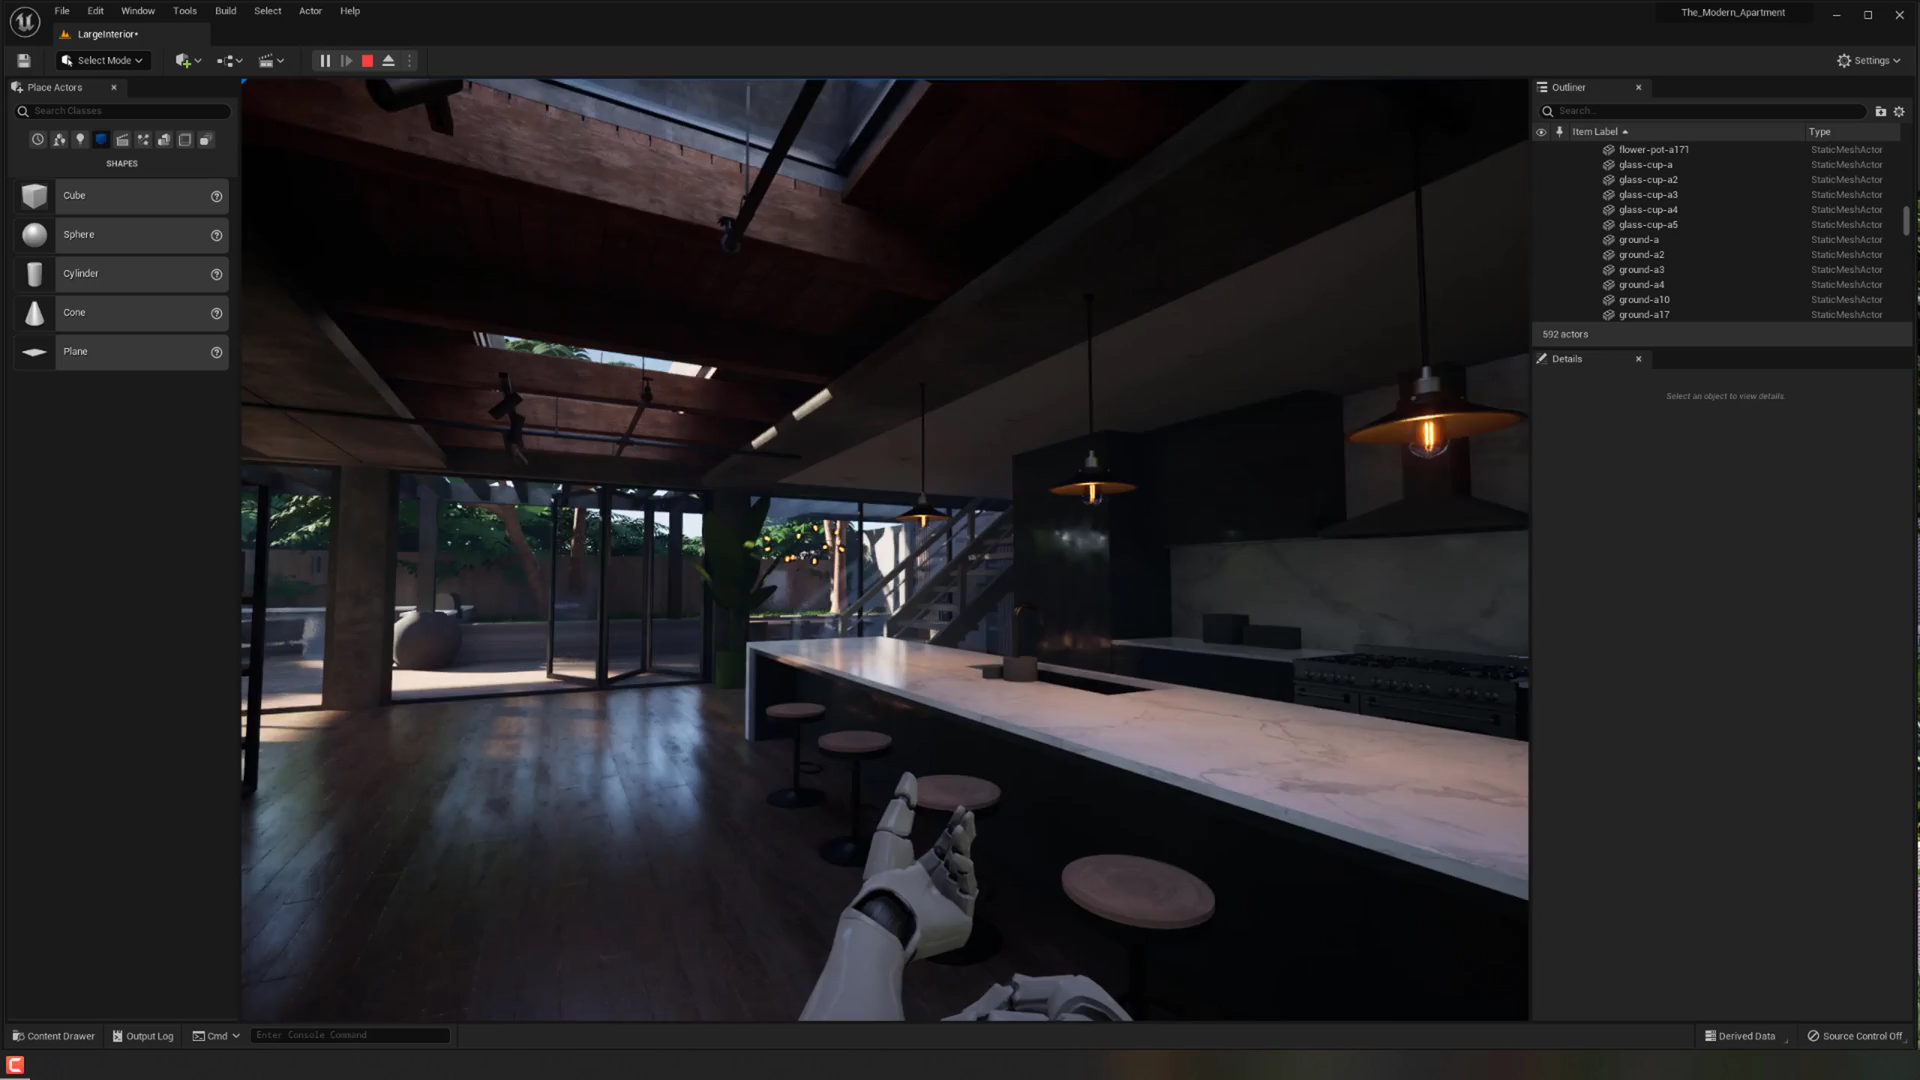 File Edit Window Tools Build Select Actor Help
The_Modern_Apartment
LargeInterior*
Select Mode
Settings
Place Actors
Outliner
Search Classes
Search...
Item Label Type
SHAPES
Cube
Sphere
Cylinder
Cone
Plane
flower-pot-a171 StaticMeshActor
glass-cup-a StaticMeshActor
glass-cup-a2 StaticMeshActor
glass-cup-a3 StaticMeshActor
glass-cup-a4 StaticMeshActor
glass-cup-a5 StaticMeshActor
ground-a StaticMeshActor
ground-a2 StaticMeshActor
ground-a3 StaticMeshActor
ground-a4 StaticMeshActor
ground-a10 StaticMeshActor
ground-a17 StaticMeshActor
592 actors
Details
Select an object to view details.
Content Drawer Output Log Cmd Enter Console Command Derived Data Source Control Off